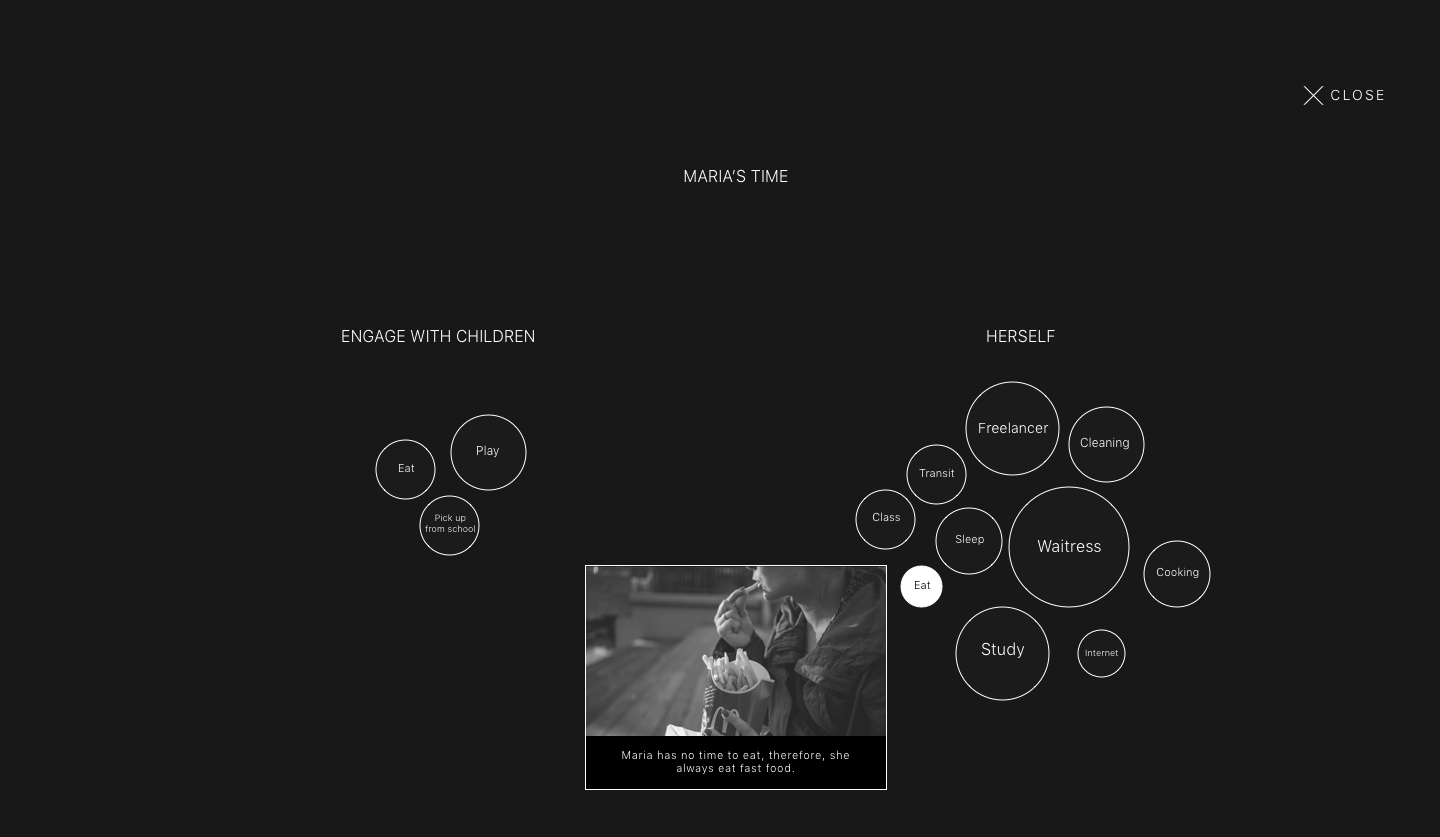 CLOSE
MARIA’S TIME
ENGAGE WITH CHILDREN
HERSELF
Play
Eat
Pick up
from school
Freelancer
Cleaning
Transit
Class
Sleep
Waitress
Cooking
Eat
Study
Internet
Maria has no time to eat, therefore, she
always eat fast food.